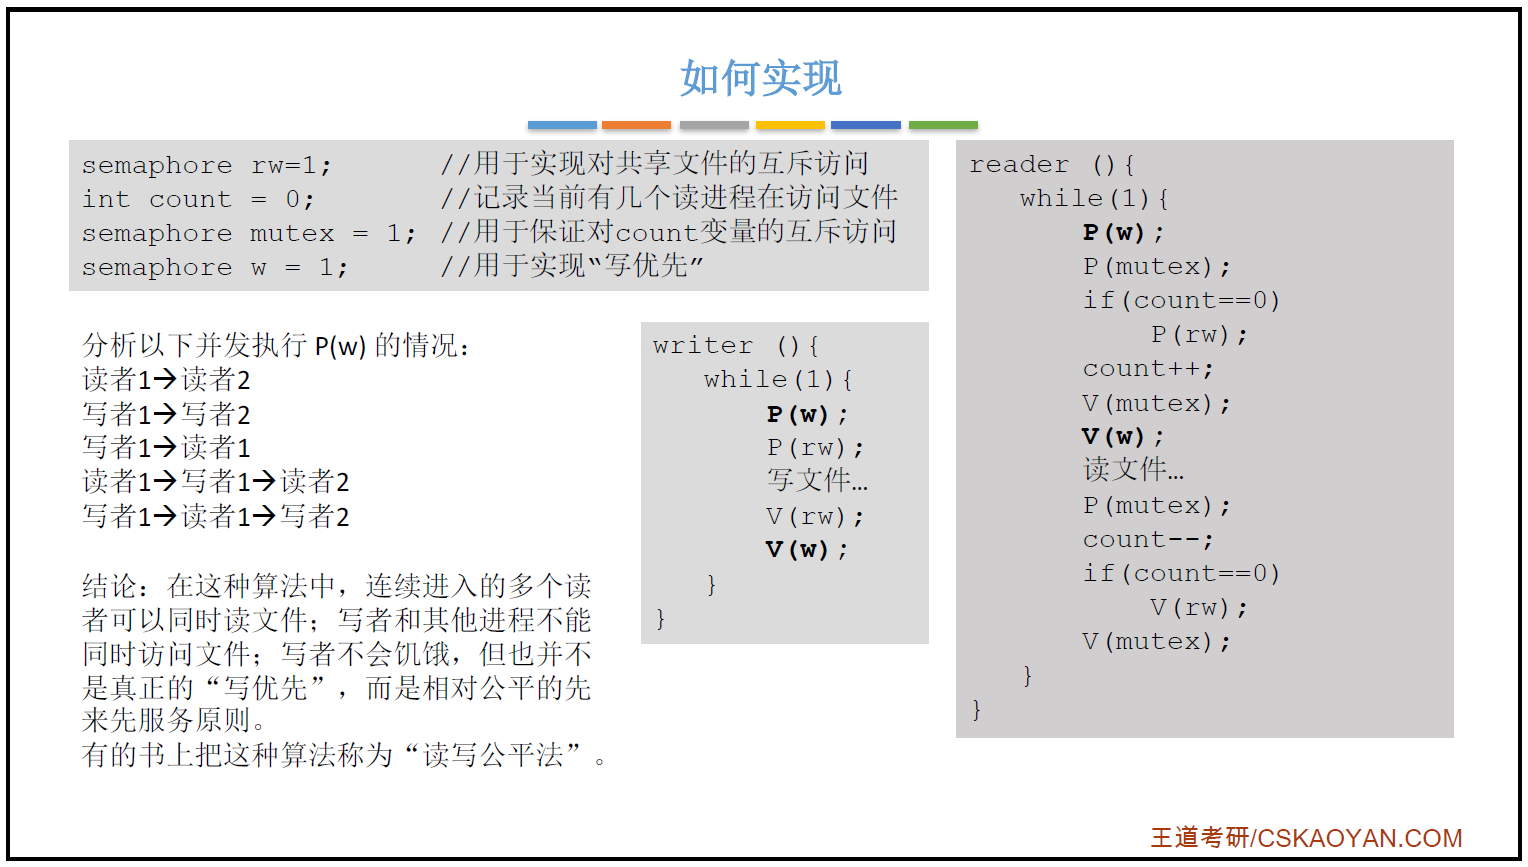 如何实现
semaphore rw=1; //用于实现对共享文件的互斥访问
int count = 0; //记录当前有几个读进程在访问文件
semaphore mutex = 1; //用于保证对count变量的互斥访问
semaphore w = 1; //用于实现“写优先”
分析以下并发执行 P(w) 的情况：
读者1→读者2
写者1→写者2
写者1→读者1
读者1→写者1→读者2
写者1→读者1→写者2
结论：在这种算法中，连续进入的多个读
者可以同时读文件；写者和其他进程不能
同时访问文件；写者不会饥饿，但也并不
是真正的“写优先”，而是相对公平的先
来先服务原则。
有的书上把这种算法称为“读写公平法”。
writer (){
while(1){
P(w);
P(rw);
写文件…
V(rw);
V(w);
}
}
reader (){
while(1){
P(w);
P(mutex);
if(count==0)
P(rw);
count++;
V(mutex);
V(w);
读文件…
P(mutex);
count--;
if(count==0)
V(rw);
V(mutex);
}
}
王道考研/CSKAOYAN.COM